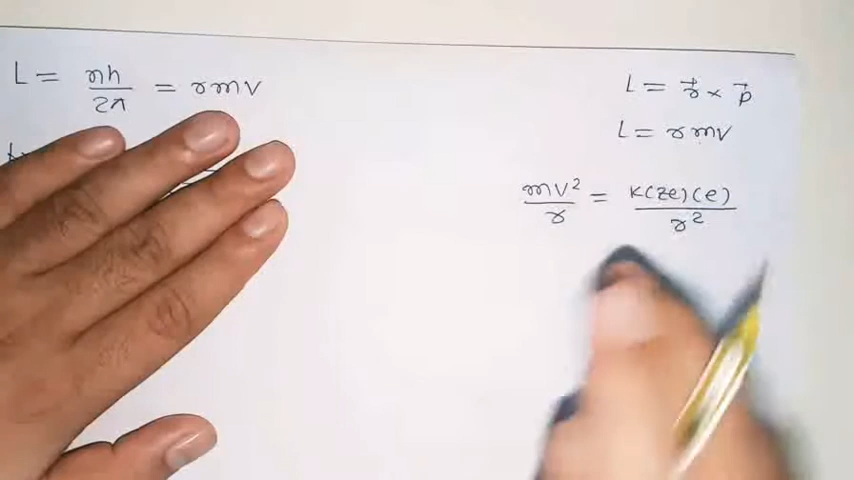 L = nh/2π = rmv
L = r⃗ × p⃗
L = rmv
mv²/r = K(Ze)(e)/r²